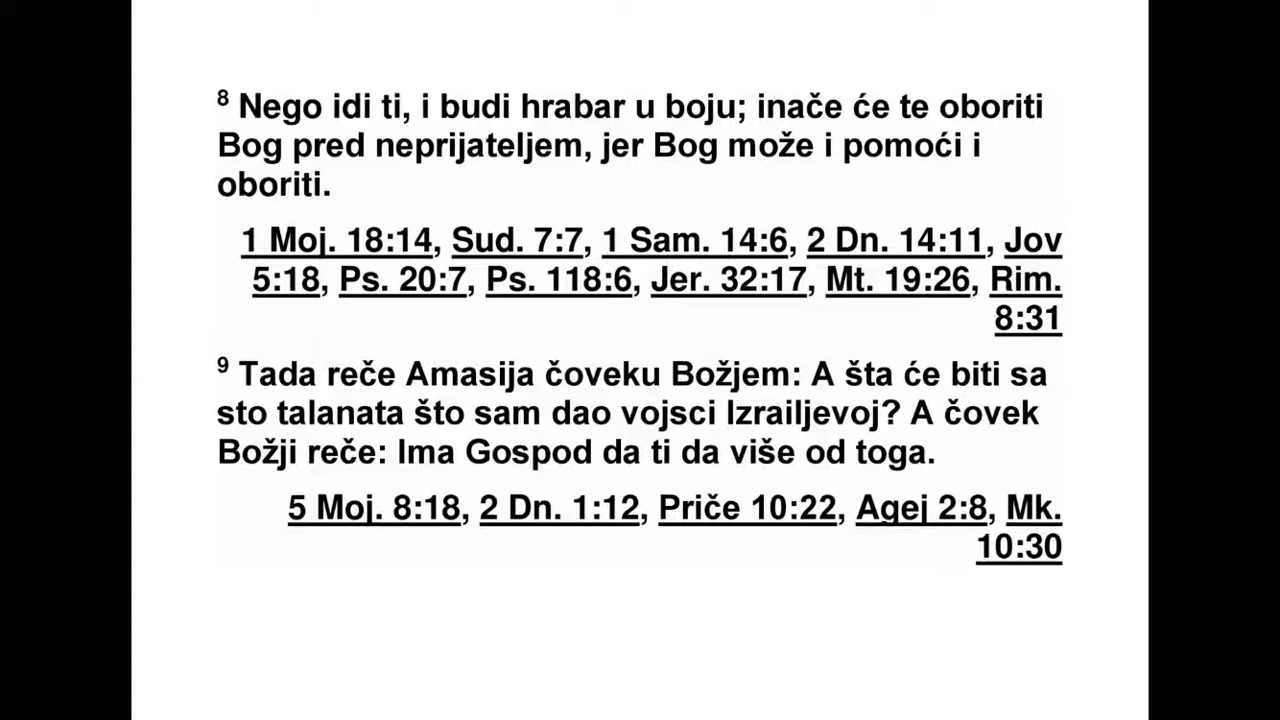 8 Nego idi ti, i budi hrabar u boju; inače će te oboriti
Bog pred neprijateljem, jer Bog može i pomoći i
oboriti.
1 Moj. 18:14, Sud. 7:7, 1 Sam. 14:6, 2 Dn. 14:11, Jov
5:18, Ps. 20:7, Ps. 118:6, Jer. 32:17, Mt. 19:26, Rim.
8:31
9 Tada reče Amasija čoveku Božjem: A šta će biti sa
sto talanata što sam dao vojsci Izrailjevoj? A čovek
Božji reče: Ima Gospod da ti da više od toga.
5 Moj. 8:18, 2 Dn. 1:12, Priče 10:22, Agej 2:8, Mk.
10:30